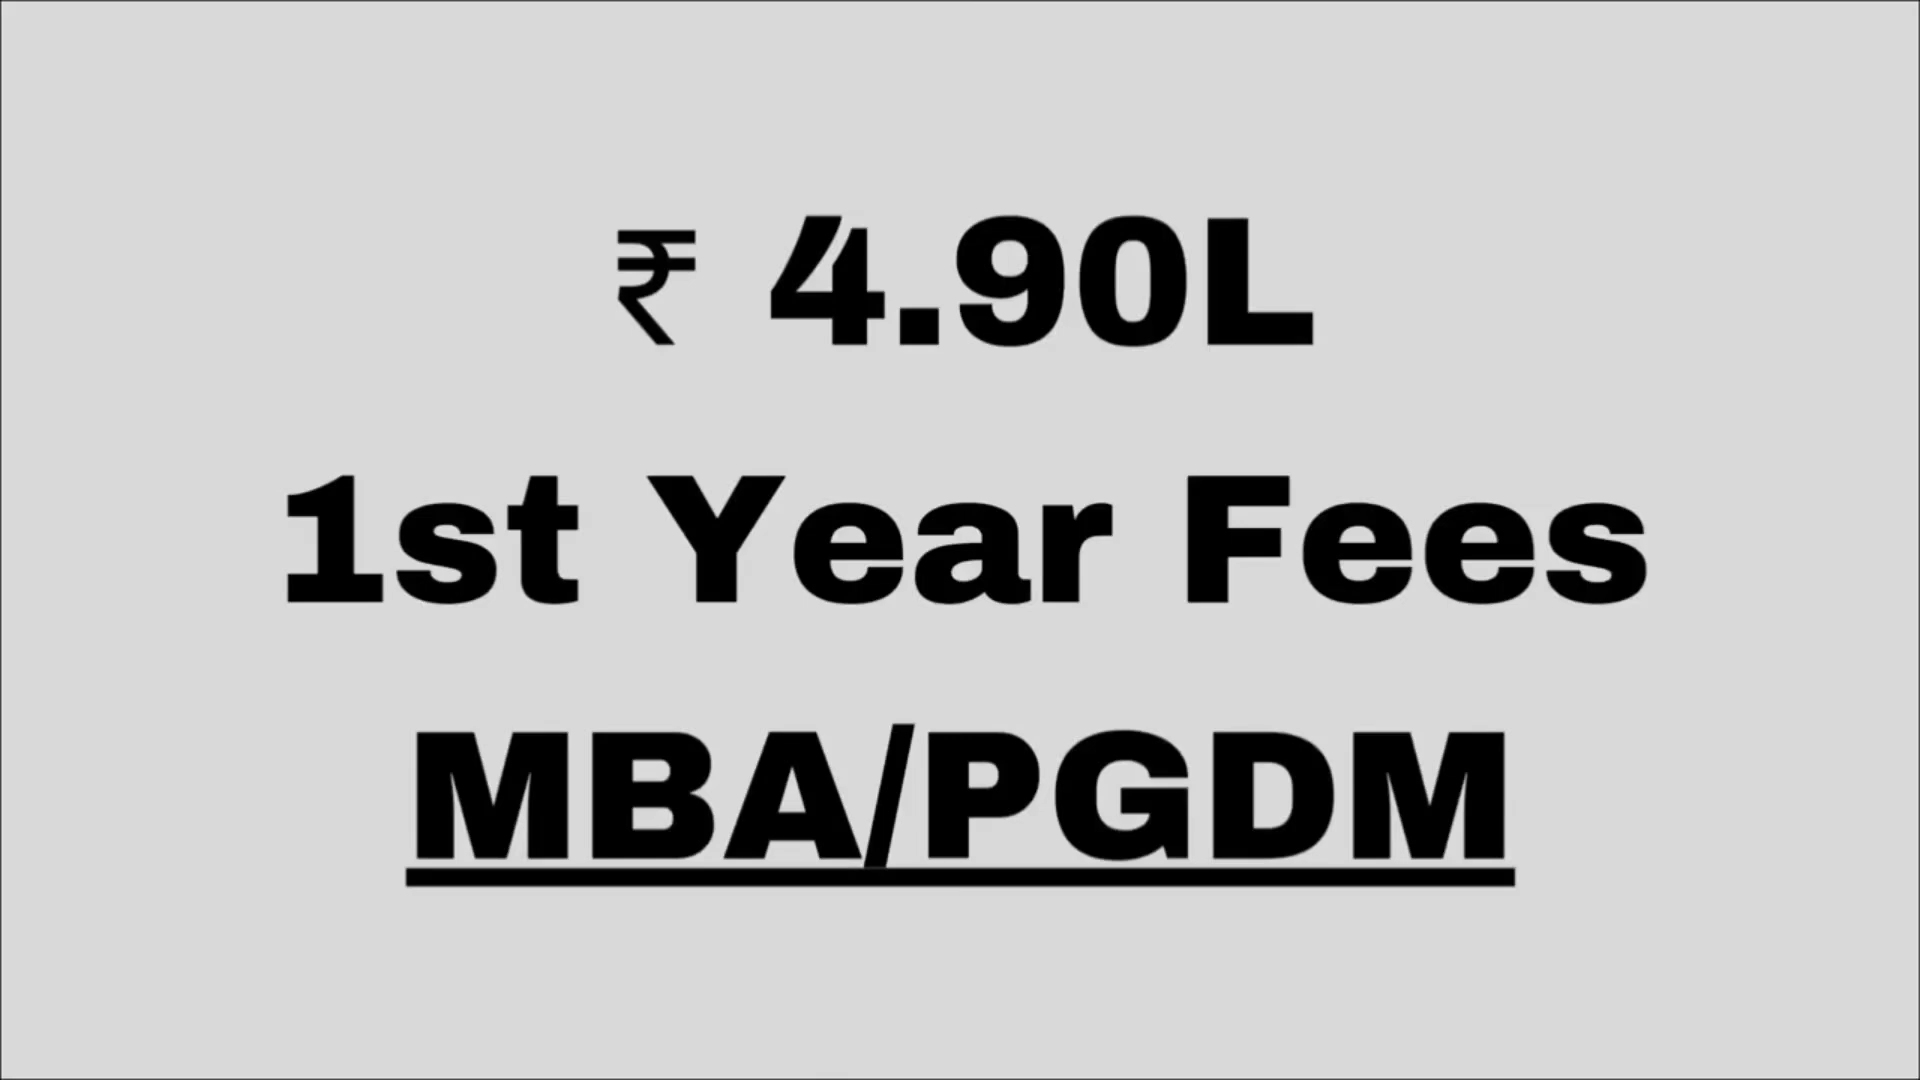 ₹ 4.90L
1st Year Fees
MBA/PGDM